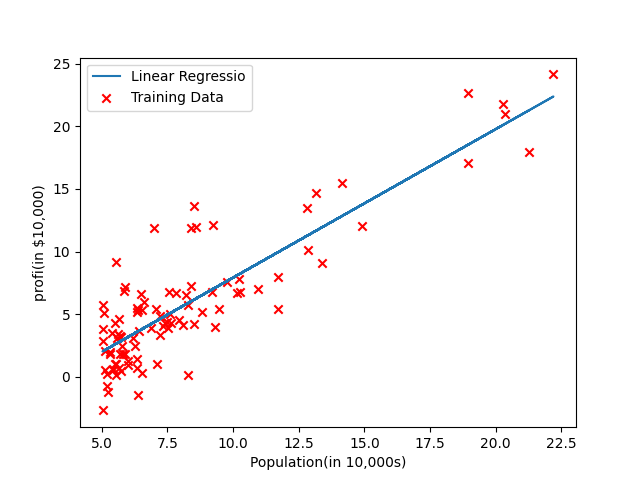 Linear Regressio
Training Data
25
20
15
10
5
0
profi(in $10,000)
5.0 7.5 10.0 12.5 15.0 17.5 20.0 22.5
Population(in 10,000s)